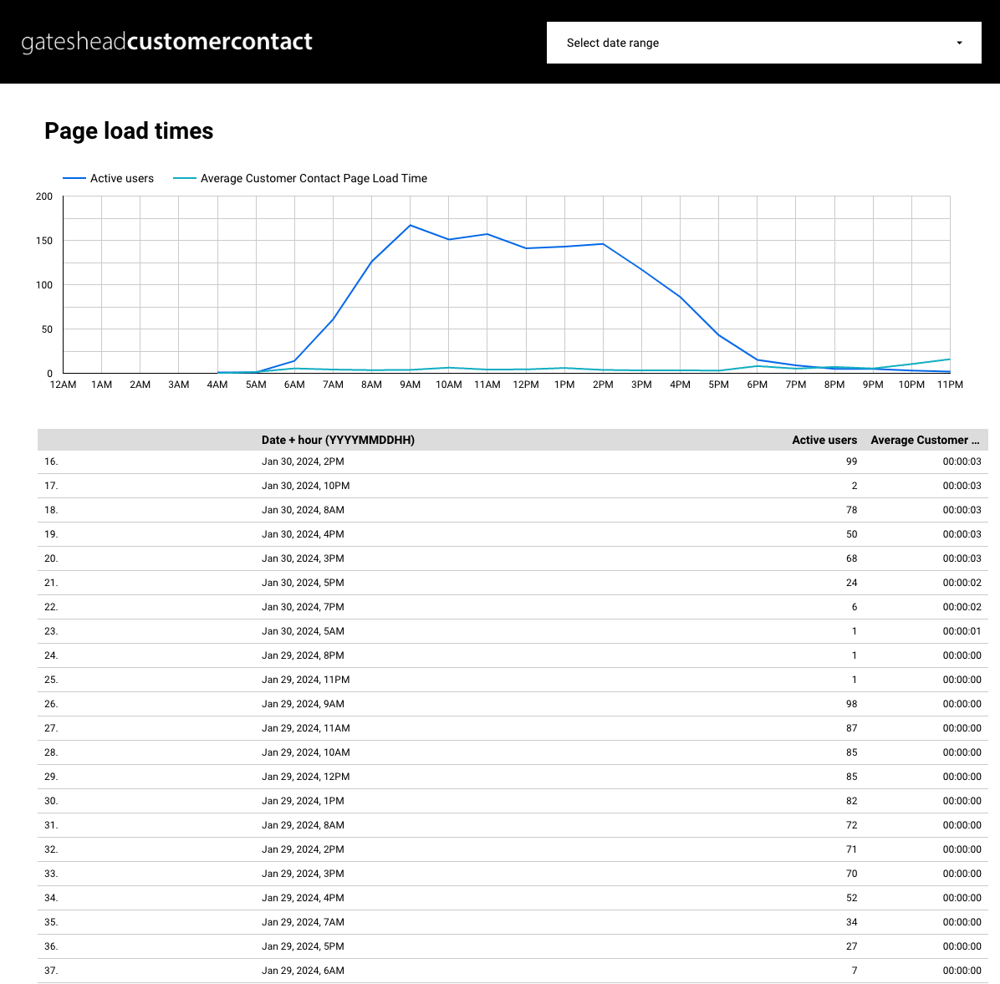 gatesheadcustomercontact
Select date range
Page load times
Active users Average Customer Contact Page Load Time
200
150
100
50
0
12AM 1AM 2AM 3AM 4AM 5AM 6AM 7AM 8AM 9AM 10AM 11AM 12PM 1PM 2PM 3PM 4PM 5PM 6PM 7PM 8PM 9PM 10PM 11PM
Date + hour (YYYYMMDDHH) Active users Average Customer ...
16. Jan 30, 2024, 2PM 99 00:00:03
17. Jan 30, 2024, 10PM 2 00:00:03
18. Jan 30, 2024, 8AM 78 00:00:03
19. Jan 30, 2024, 4PM 50 00:00:03
20. Jan 30, 2024, 3PM 68 00:00:03
21. Jan 30, 2024, 5PM 24 00:00:02
22. Jan 30, 2024, 7PM 6 00:00:02
23. Jan 30, 2024, 5AM 1 00:00:01
24. Jan 29, 2024, 8PM 1 00:00:00
25. Jan 29, 2024, 11PM 1 00:00:00
26. Jan 29, 2024, 9AM 98 00:00:00
27. Jan 29, 2024, 11AM 87 00:00:00
28. Jan 29, 2024, 10AM 85 00:00:00
29. Jan 29, 2024, 12PM 85 00:00:00
30. Jan 29, 2024, 1PM 82 00:00:00
31. Jan 29, 2024, 8AM 72 00:00:00
32. Jan 29, 2024, 2PM 71 00:00:00
33. Jan 29, 2024, 3PM 70 00:00:00
34. Jan 29, 2024, 4PM 52 00:00:00
35. Jan 29, 2024, 7AM 34 00:00:00
36. Jan 29, 2024, 5PM 27 00:00:00
37. Jan 29, 2024, 6AM 7 00:00:00